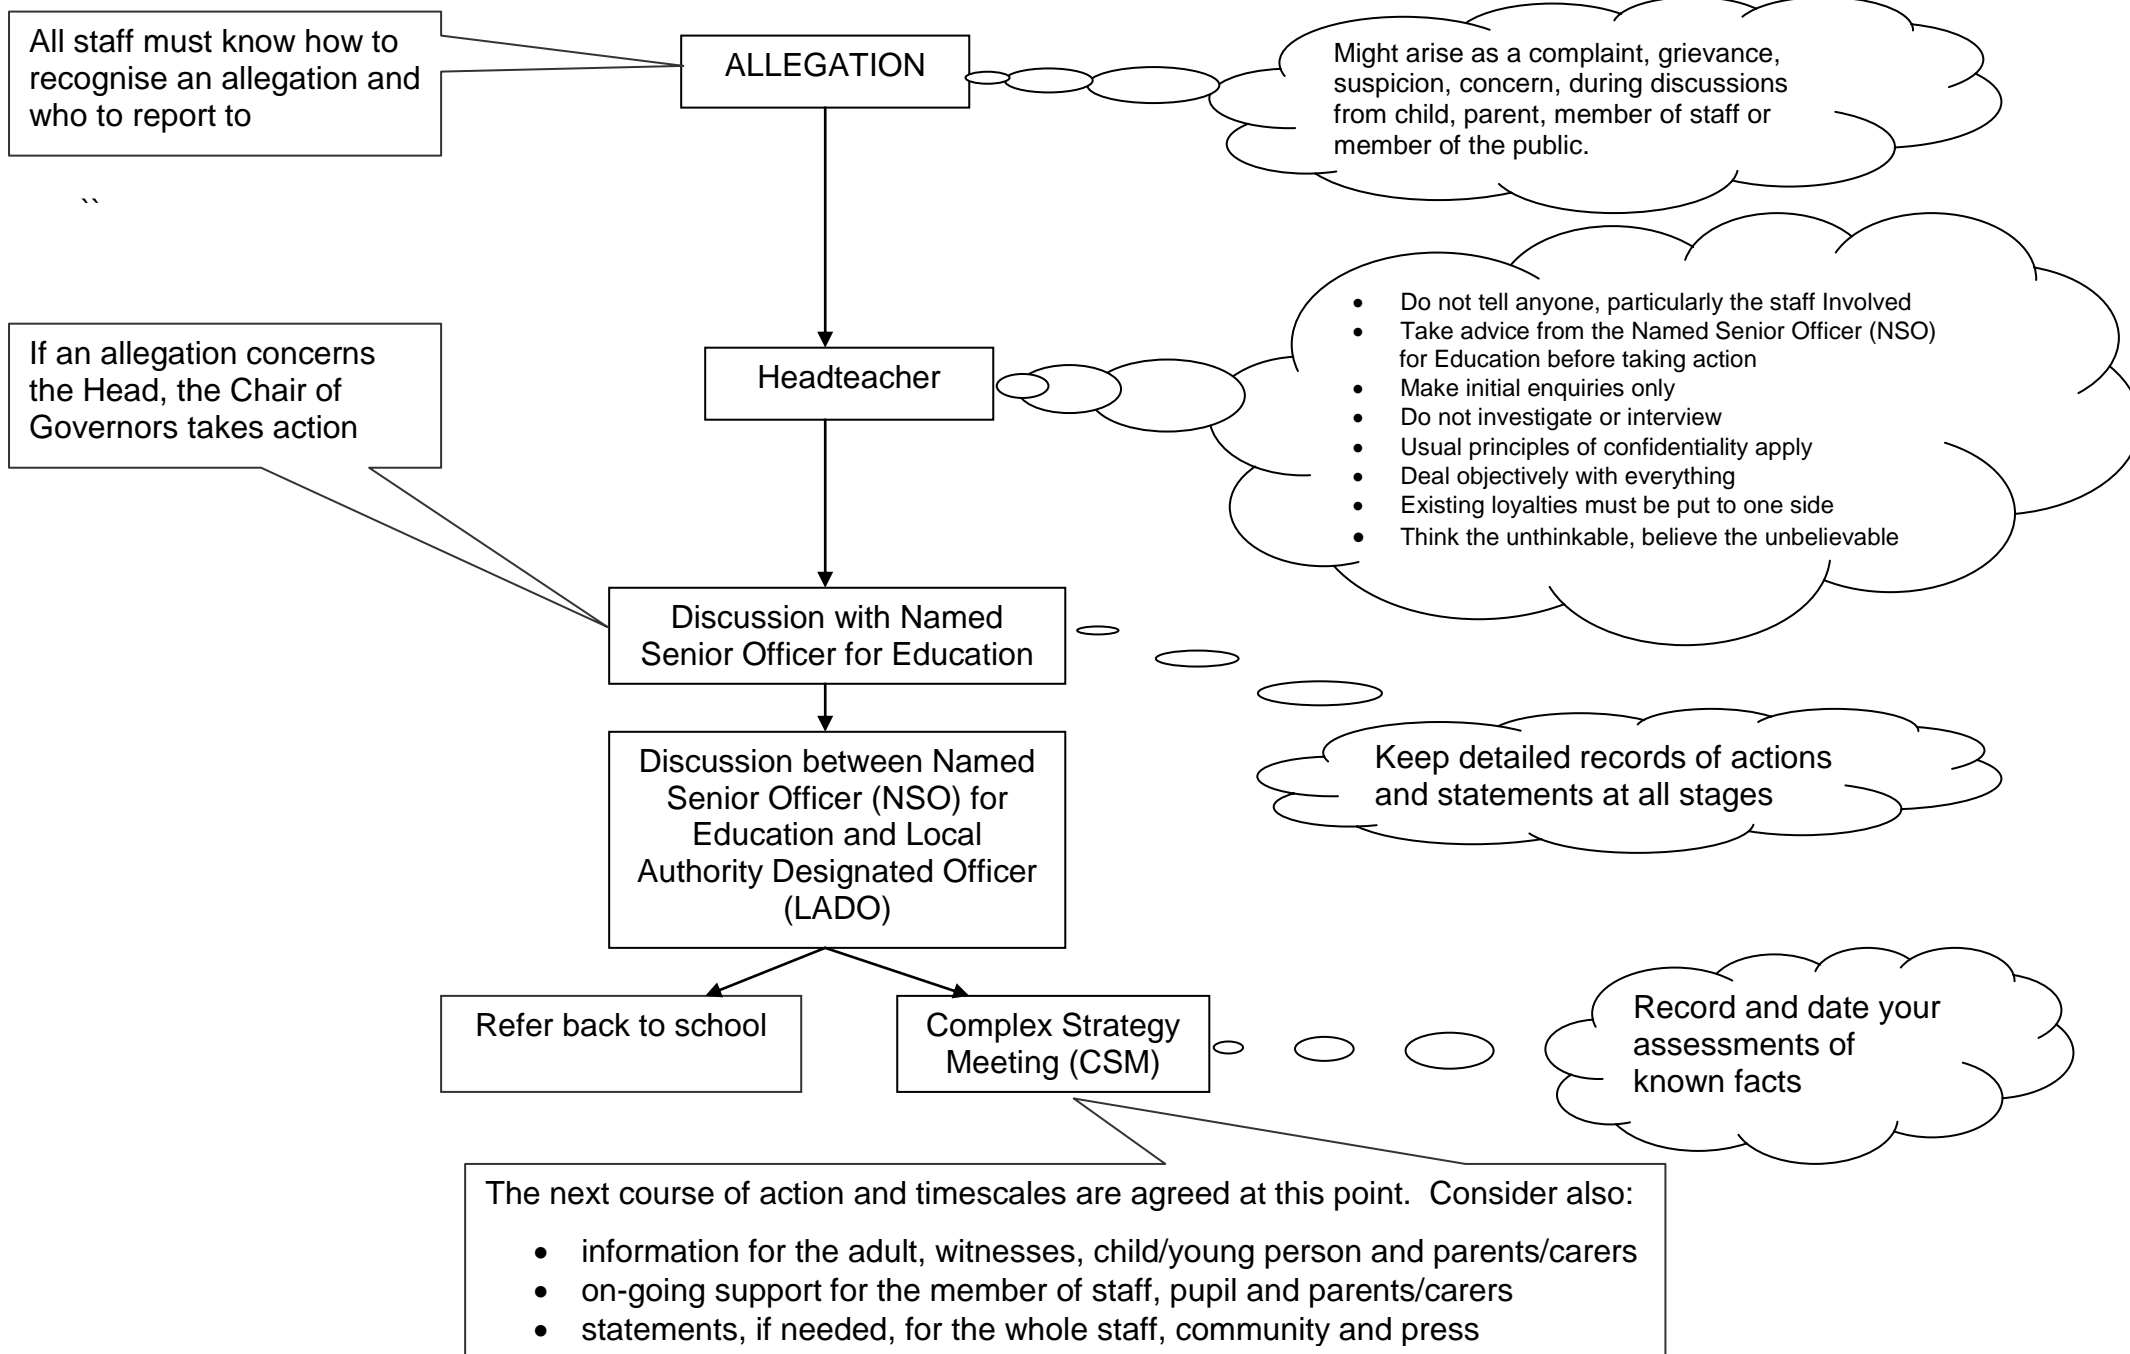 All staff must know how to
recognise an allegation and
who to report to
ALLEGATION
Might arise as a complaint, grievance,
suspicion, concern, during discussions
from child, parent, member of staff or
member of the public.
``
If an allegation concerns
the Head, the Chair of
Governors takes action
Headteacher
• Do not tell anyone, particularly the staff Involved
• Take advice from the Named Senior Officer (NSO)
for Education before taking action
• Make initial enquiries only
• Do not investigate or interview
• Usual principles of confidentiality apply
• Deal objectively with everything
• Existing loyalties must be put to one side
• Think the unthinkable, believe the unbelievable
Discussion with Named
Senior Officer for Education
Discussion between Named
Senior Officer (NSO) for
Education and Local
Authority Designated Officer
(LADO)
Keep detailed records of actions
and statements at all stages
Refer back to school
Complex Strategy
Meeting (CSM)
Record and date your
assessments of
known facts
The next course of action and timescales are agreed at this point.  Consider also:
• information for the adult, witnesses, child/young person and parents/carers
• on-going support for the member of staff, pupil and parents/carers
• statements, if needed, for the whole staff, community and press